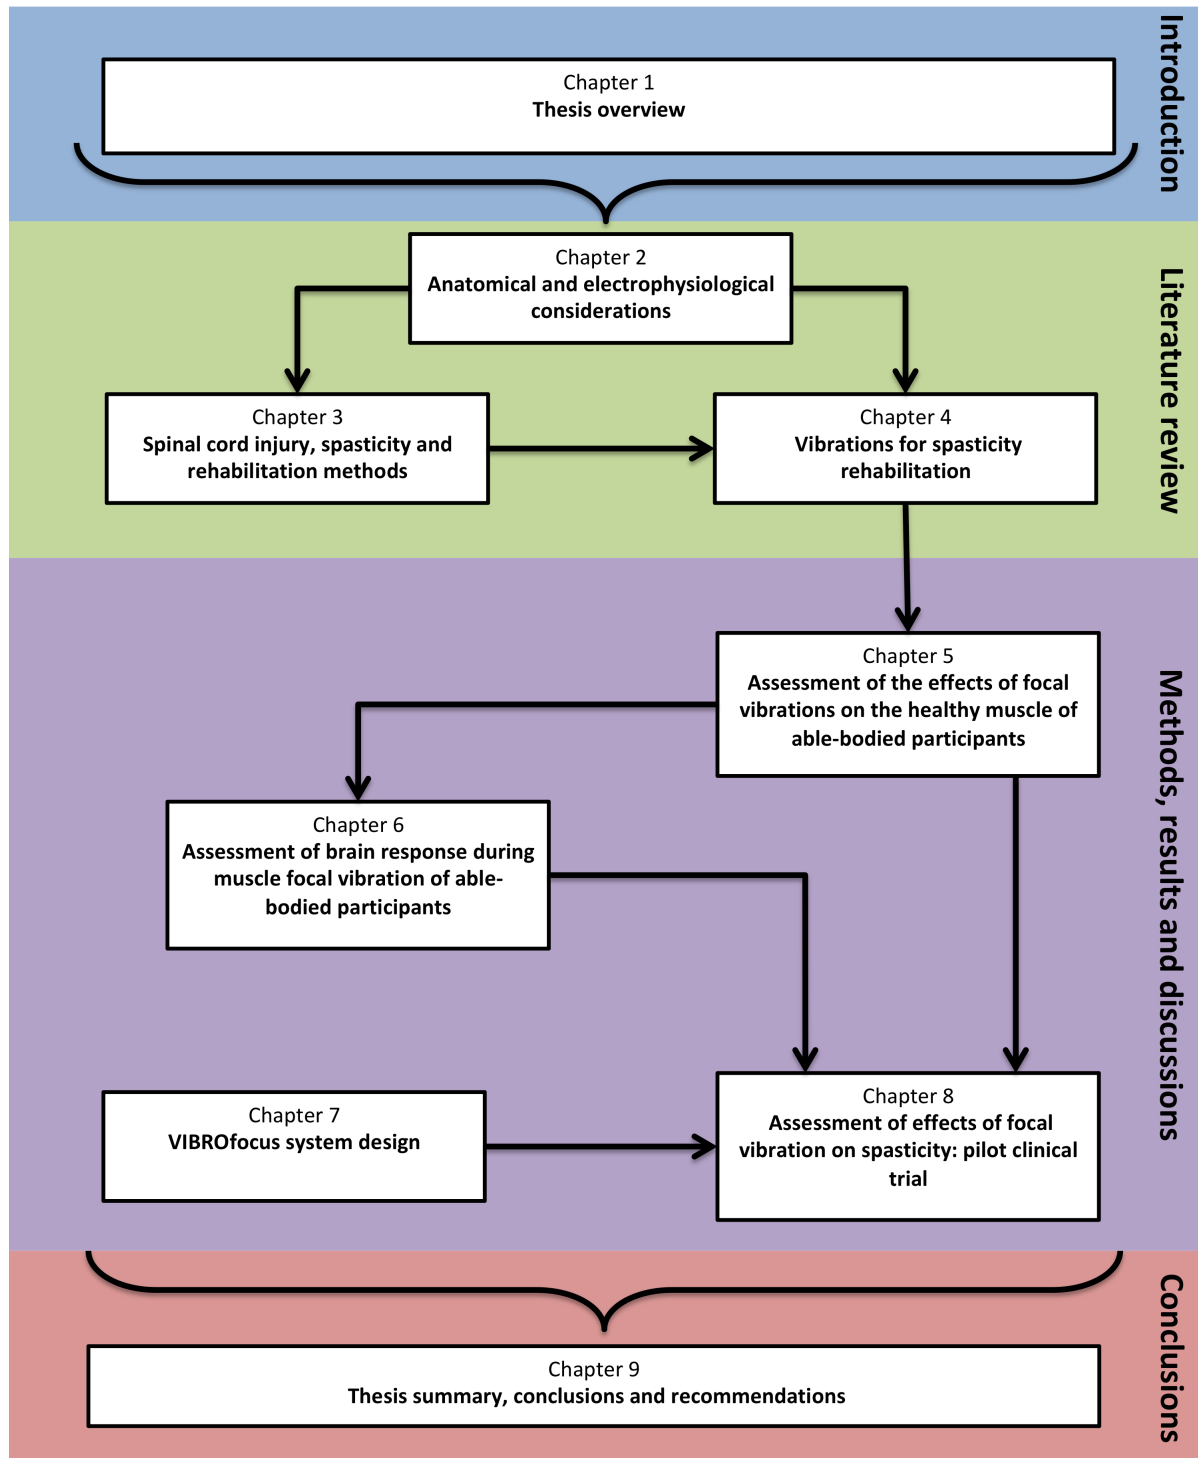 Introduction
Chapter 1
Thesis overview
Literature review
Chapter 2
Anatomical and electrophysiological
considerations
Chapter 3
Spinal cord injury, spasticity and
rehabilitation methods
Chapter 4
Vibrations for spasticity
rehabilitation
Methods, results and discussions
Chapter 5
Assessment of the effects of focal
vibrations on the healthy muscle of
able-bodied participants
Chapter 6
Assessment of brain response during
muscle focal vibration of able-
bodied participants
Chapter 7
VIBROfocus system design
Chapter 8
Assessment of effects of focal
vibration on spasticity: pilot clinical
trial
Conclusions
Chapter 9
Thesis summary, conclusions and recommendations